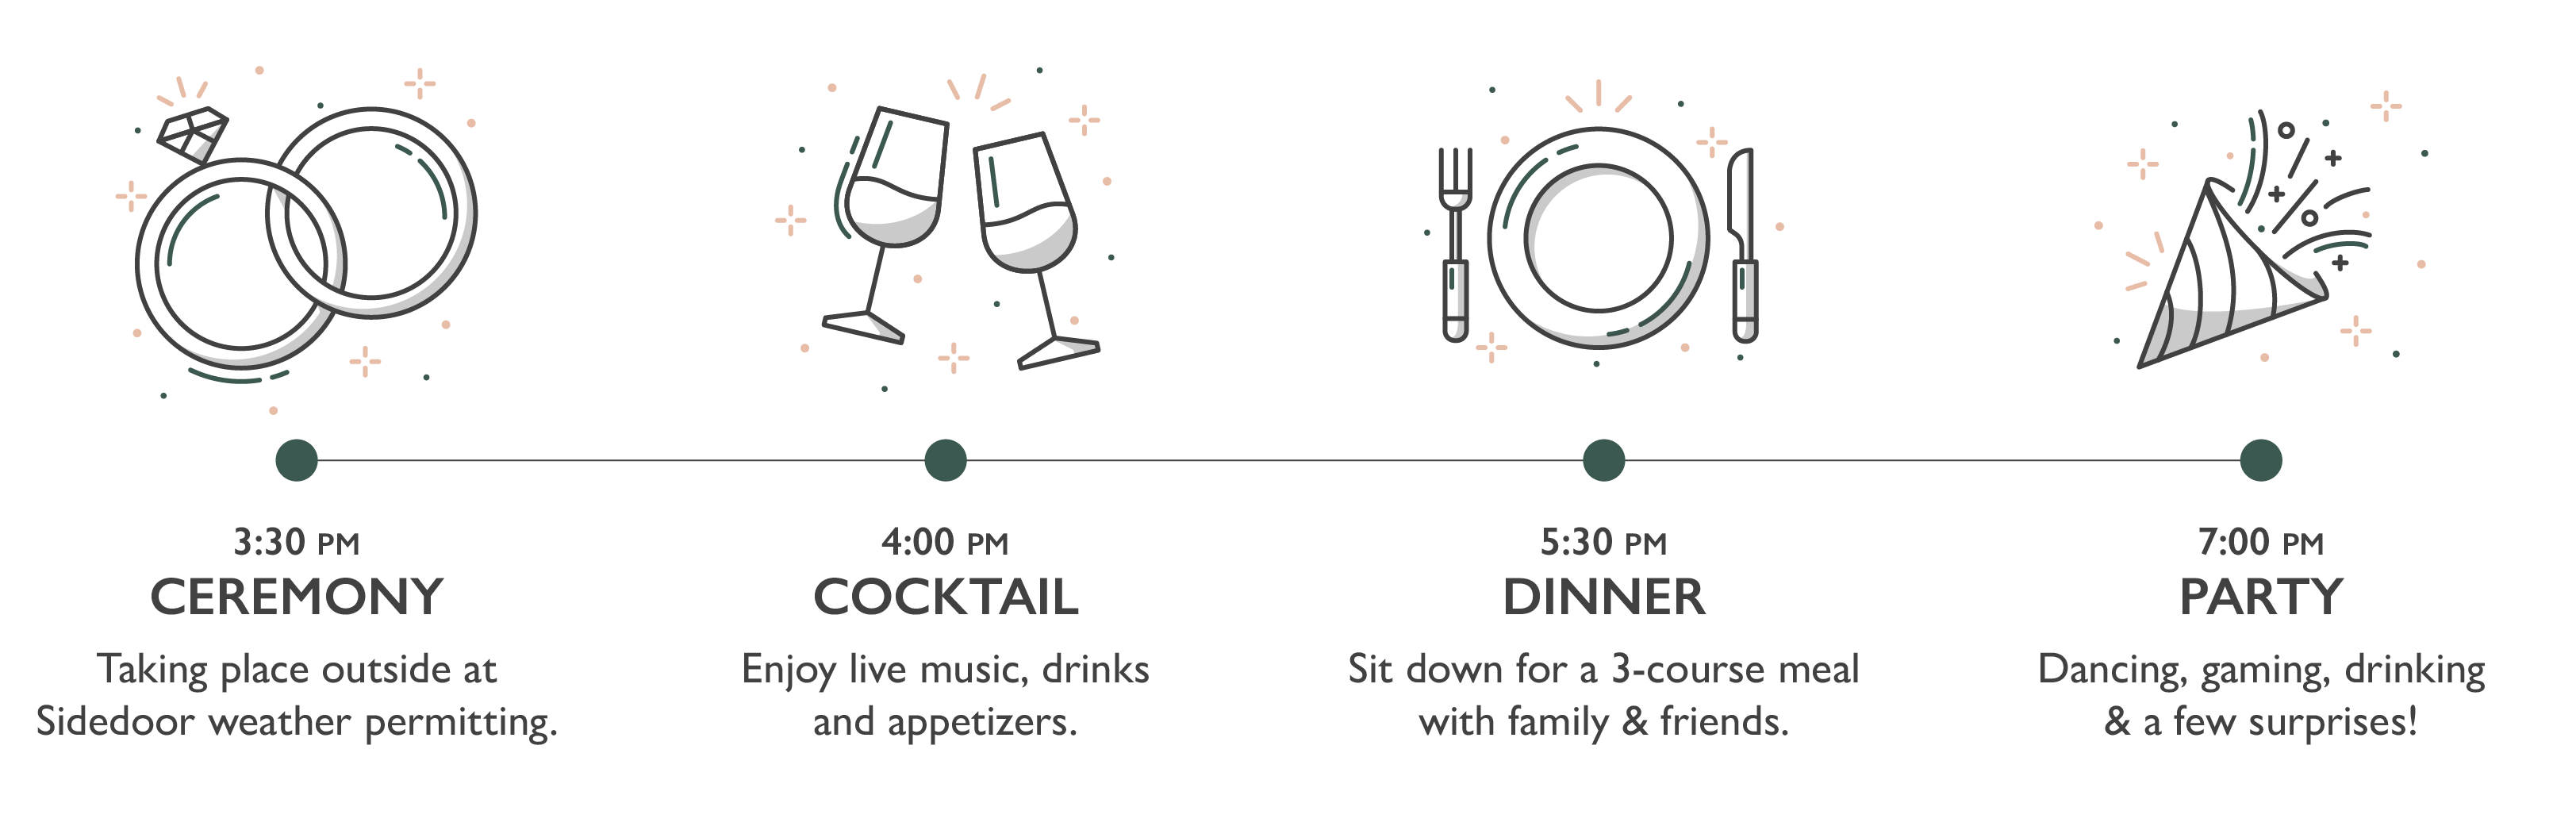 3:30 PM
CEREMONY
Taking place outside at
Sidedoor weather permitting.
4:00 PM
COCKTAIL
Enjoy live music, drinks
and appetizers.
5:30 PM
DINNER
Sit down for a 3-course meal
with family & friends.
7:00 PM
PARTY
Dancing, gaming, drinking
& a few surprises!